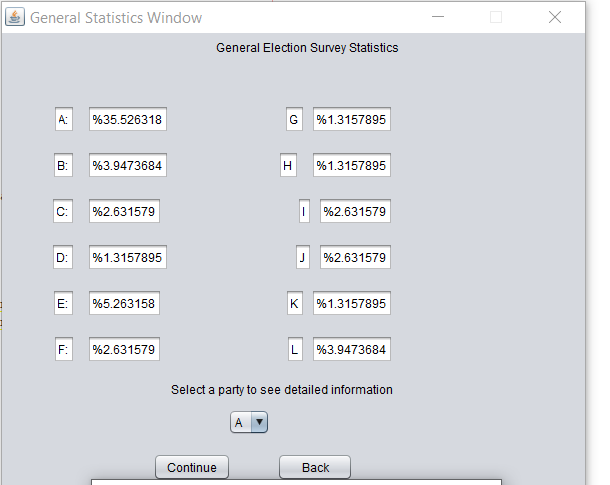 General Statistics Window
General Election Survey Statistics
A: %35.526318 G %1.3157895
B: %3.9473684 H %1.3157895
C: %2.631579 I %2.631579
D: %1.3157895 J %2.631579
E: %5.263158 K %1.3157895
F: %2.631579 L %3.9473684
Select a party to see detailed information
A
Continue Back